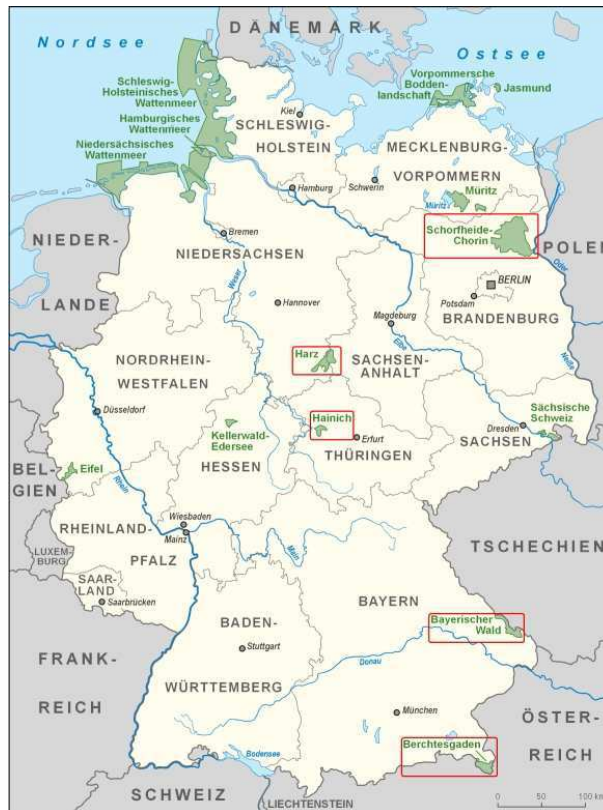 Nordsee
DÄNEMARK
Ostsee
Schleswig-
Holsteinisches
Wattenmeer
Hamburgisches
Wattenmeer
Niedersächsisches
Wattenmeer
Kiel
SCHLESWIG-
HOLSTEIN
Vorpommersche
Bodden-
landschaft
Jasmund
MECKLENBURG-
VORPOMMERN
Hamburg
Schwerin
Müritz
Müritz
Schorfheide-
Chorin
POLEN
Oder
NIEDER-
LANDE
Bremen
NIEDERSACHSEN
Weser
Hannover
BERLIN
Potsdam
BRANDENBURG
Magdeburg
Elbe
Neiße
NORDRHEIN-
WESTFALEN
Harz
SACHSEN-
ANHALT
Düsseldorf
Kellerwald-
Edersee
HESSEN
Hainich
Erfurt
THÜRINGEN
Sächsische
Schweiz
Dresden
SACHSEN
BEL-
GIEN
Eifel
Rhein
RHEINLAND-
PFALZ
Wiesbaden
Mainz
Main
LUXEM-
BURG
SAAR-
LAND
Saarbrücken
TSCHECHIEN
FRANK-
REICH
BADEN-
WÜRTTEMBERG
Stuttgart
BAYERN
Bayerischer
Wald
Donau
München
ÖSTER-
REICH
Berchtesgaden
Bodensee
SCHWEIZ
LIECHTENSTEIN
0 50 100 km